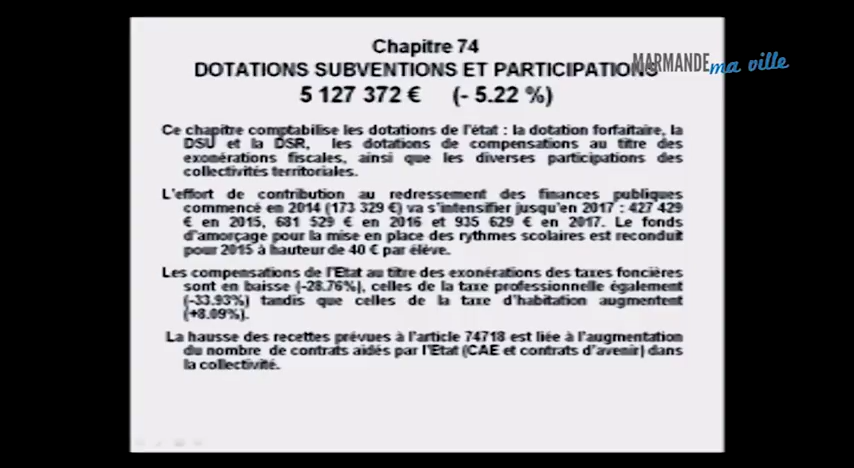 Chapitre 74
DOTATIONS SUBVENTIONS ET PARTICIPATIONS
MARMANDE ma ville
5 127 372 € (- 5.22 %)
Ce chapitre comptabilise les dotations de l'état : la dotation forfaitaire, la
DSU et la DSR, les dotations de compensations au titre des
exonérations fiscales, ainsi que les diverses participations des
collectivités territoriales.
L'effort de contribution au redressement des finances publiques
commencé en 2014 (173 329 €) va s'intensifier jusqu'en 2017 : 427 429
€ en 2015, 681 529 € en 2016 et 935 629 € en 2017. Le fonds
d'amorçage pour la mise en place des rythmes scolaires est reconduit
pour 2015 à hauteur de 40 € par élève.
Les compensations de l'Etat au titre des exonérations des taxes foncières
sont en baisse (-28.76%), celles de la taxe professionnelle également
(-33.93%) tandis que celles de la taxe d'habitation augmentent
(+8.09%).
La hausse des recettes prévues à l'article 74718 est liée à l'augmentation
du nombre de contrats aidés par l'Etat (CAE et contrats d'avenir) dans
la collectivité.